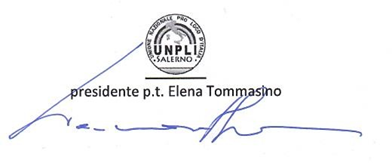 UNIONE NAZIONALE PRO LOCO D'ITALIA
UNPLI
SALERNO
presidente p.t. Elena Tommasino